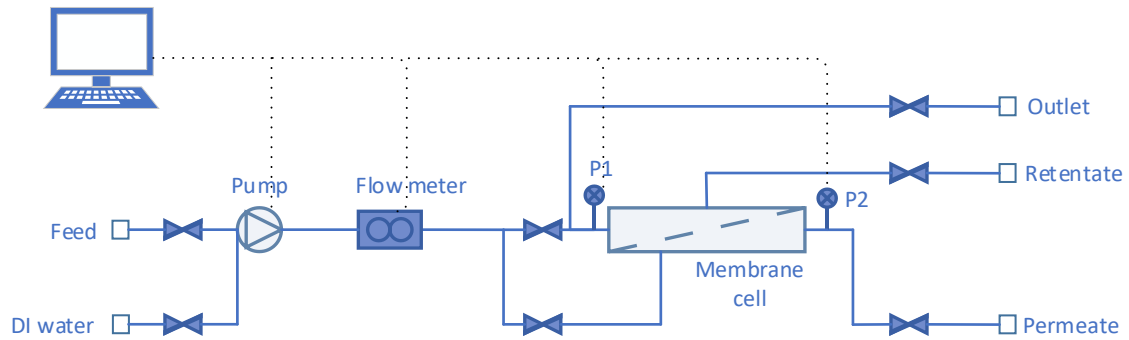 Outlet
P1
Retentate
Pump
Flow meter
P2
Feed
Membrane
cell
DI water
Permeate